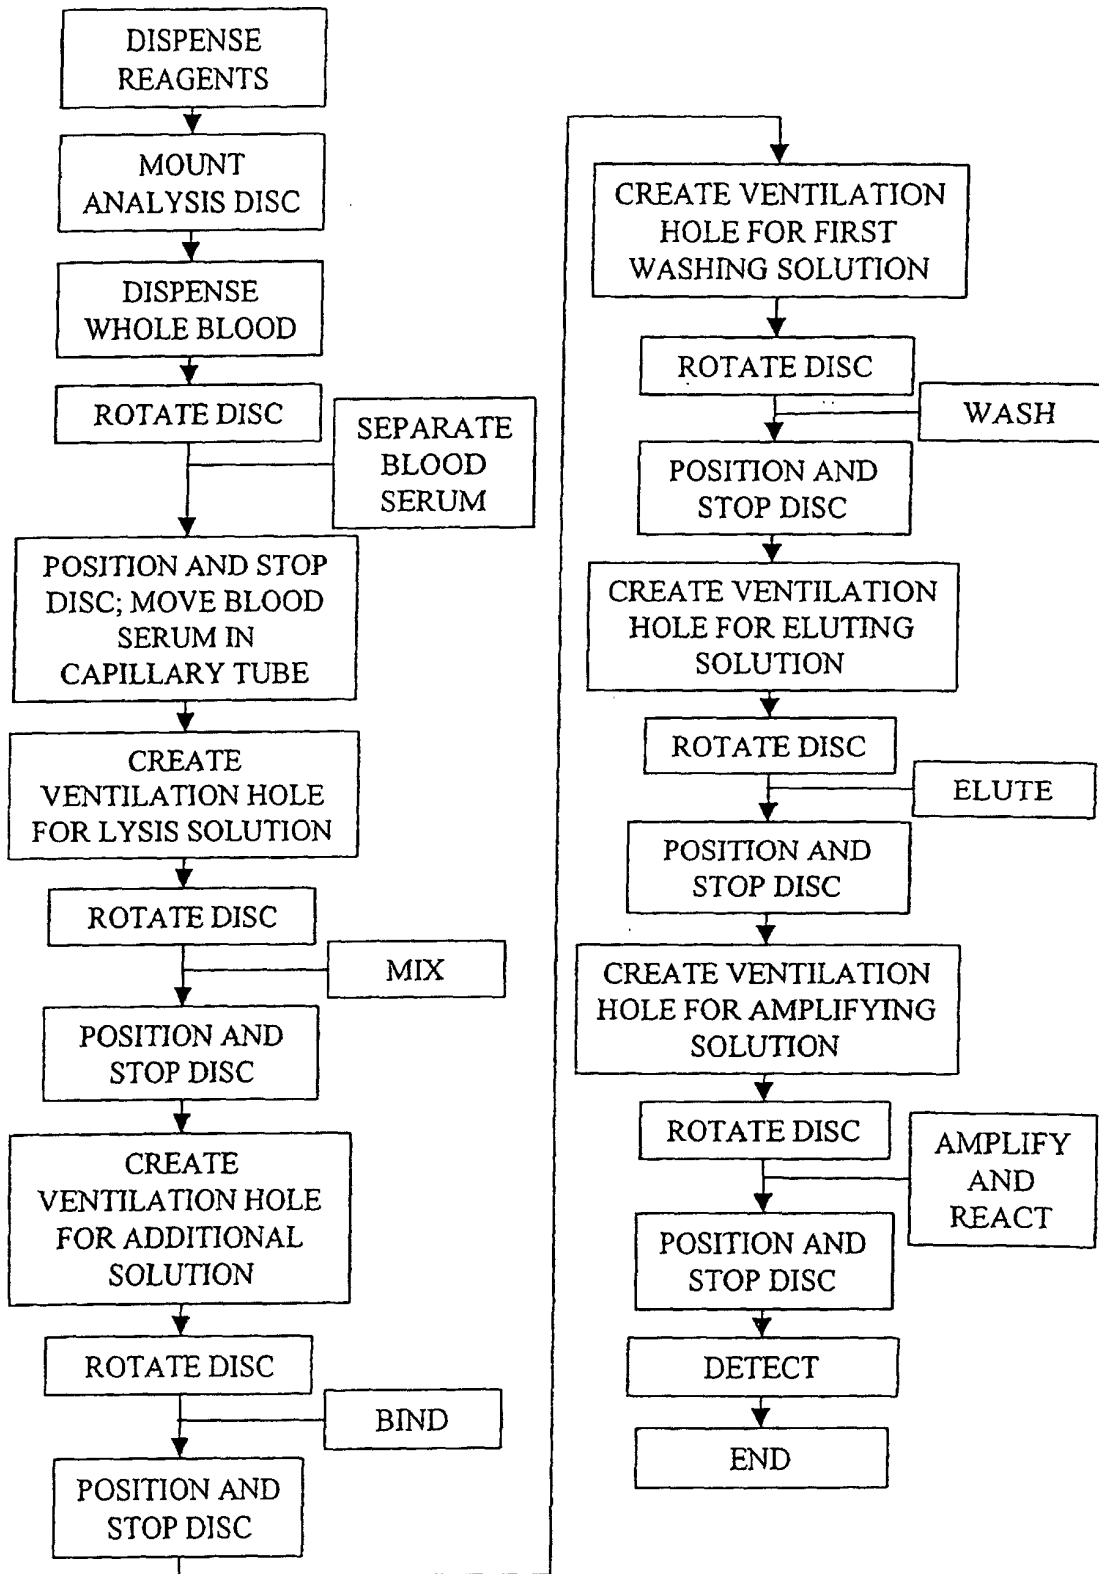 DISPENSE
REAGENTS
MOUNT
ANALYSIS DISC
DISPENSE
WHOLE BLOOD
ROTATE DISC
SEPARATE
BLOOD
SERUM
POSITION AND STOP
DISC; MOVE BLOOD
SERUM IN
CAPILLARY TUBE
CREATE
VENTILATION HOLE
FOR LYSIS SOLUTION
ROTATE DISC
MIX
POSITION AND
STOP DISC
CREATE
VENTILATION HOLE
FOR ADDITIONAL
SOLUTION
ROTATE DISC
BIND
POSITION AND
STOP DISC
CREATE VENTILATION
HOLE FOR FIRST
WASHING SOLUTION
ROTATE DISC
WASH
POSITION AND
STOP DISC
CREATE VENTILATION
HOLE FOR ELUTING
SOLUTION
ROTATE DISC
ELUTE
POSITION AND
STOP DISC
CREATE VENTILATION
HOLE FOR AMPLIFYING
SOLUTION
ROTATE DISC
AMPLIFY
AND
REACT
POSITION AND
STOP DISC
DETECT
END